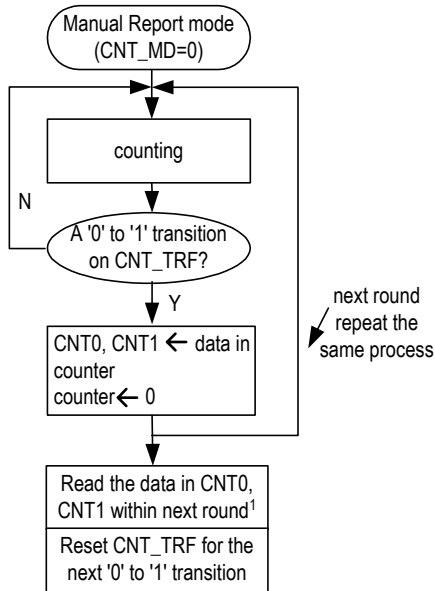 Manual Report mode
(CNT_MD=0)
counting
N
A '0' to '1' transition
on CNT_TRF?
Y
next round
repeat the
same process
CNT0, CNT1 ← data in
counter
counter← 0
Read the data in CNT0,
CNT1 within next round¹
Reset CNT_TRF for the
next '0' to '1' transition